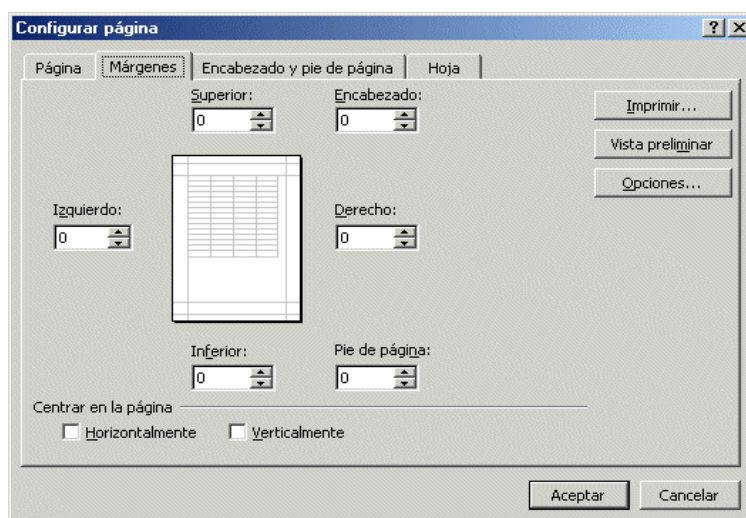 Configurar página
Página Márgenes Encabezado y pie de página Hoja
Superior: Encabezado:
0 0
Imprimir...
Vista preliminar
Opciones...
Izquierdo: Derecho:
0 0
Inferior: Pie de página:
0 0
Centrar en la página
Horizontalmente Verticalmente
Aceptar Cancelar